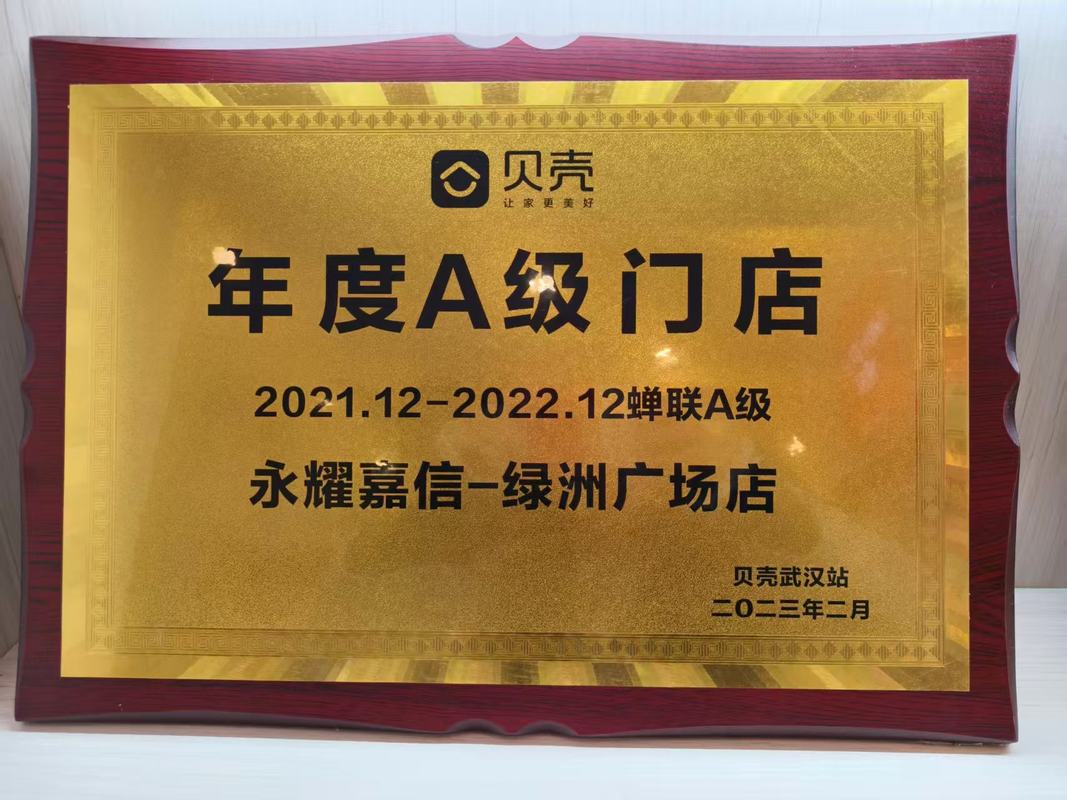 贝壳
让家更美好
年度A级门店
2021.12-2022.12蝉联A级
永耀嘉信-绿洲广场店
贝壳武汉站
二〇二三年二月